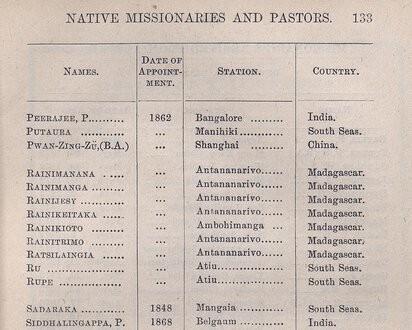 NATIVE MISSIONARIES AND PASTORS. 133
NAMES. DATE OF APPOINT-MENT. STATION. COUNTRY.
PEERAJEE, P.......... 1862 Bangalore ......... India.
PUTAURA ........... ... Manihiki............. South Seas.
PWAN-ZING-ZŬ,(B.A.) ... Shanghai ......... China.
RAINIMANANA ...... ... Antananarivo...... Madagascar.
RAINIMANGA ....... ... Antananarivo...... Madagascar.
RAINIJESY ........... ... Antananarivo...... Madagascar.
RAINIKEITAKA ...... ... Antananarivo...... Madagascar.
RAINIKIOTO ......... ... Ambohimanga ... Madagascar.
RAINITRIMO ......... ... Antananarivo...... Madagascar.
RATSILAINGIA ...... ... Antananarivo...... Madagascar.
RU ..................... ... Atiu.................. South Seas.
RUPE .................. ... Atiu.................. South Seas.
SADARAKA ............ 1848 Mangaia ............ South Seas.
SIDDHALINGAPPA, P. 1868 Belgaum ............ India.